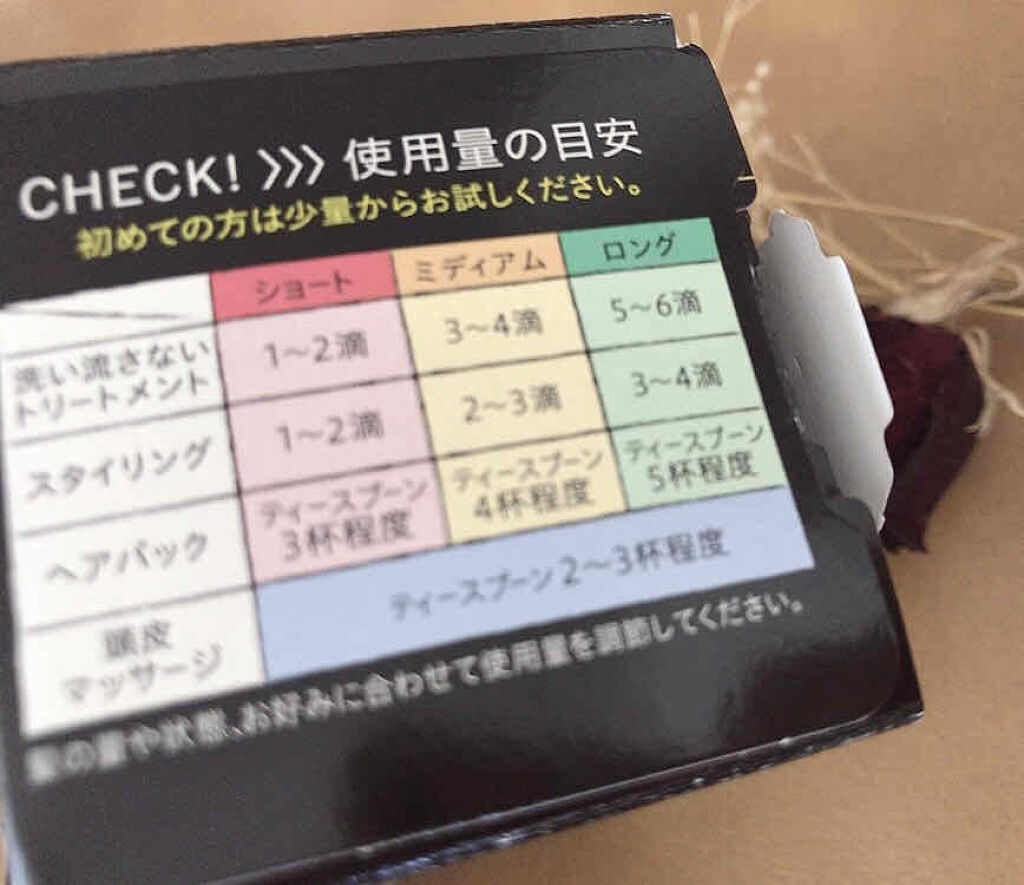 CHECK! 》》》使用量の目安
初めての方は少量からお試しください。
ショート ミディアム ロング
洗い流さない
トリートメント
1～2滴 3～4滴 5～6滴
スタイリング 1～2滴 2～3滴 3～4滴
ヘアパック
ティースプーン
3杯程度
ティースプーン
4杯程度
ティースプーン
5杯程度
頭皮
マッサージ
ティースプーン2～3杯程度
髪の量や状態、お好みに合わせて使用量を調節してください。